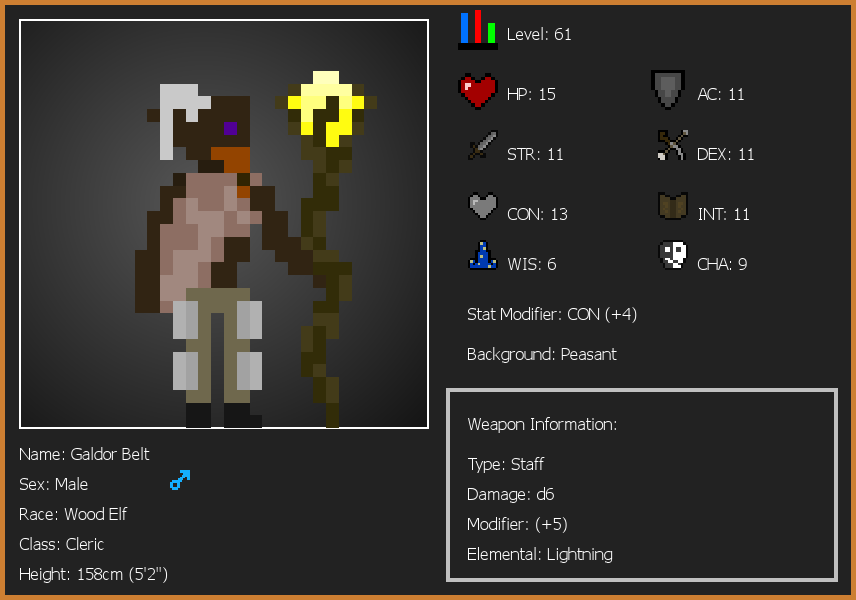 Level: 61
HP: 15
AC: 11
STR: 11
DEX: 11
CON: 13
INT: 11
WIS: 6
CHA: 9
Stat Modifier: CON (+4)
Background: Peasant
Weapon Information:
Type: Staff
Damage: d6
Modifier: (+5)
Elemental: Lightning
Name: Galdor Belt
Sex: Male
Race: Wood Elf
Class: Cleric
Height: 158cm (5'2")